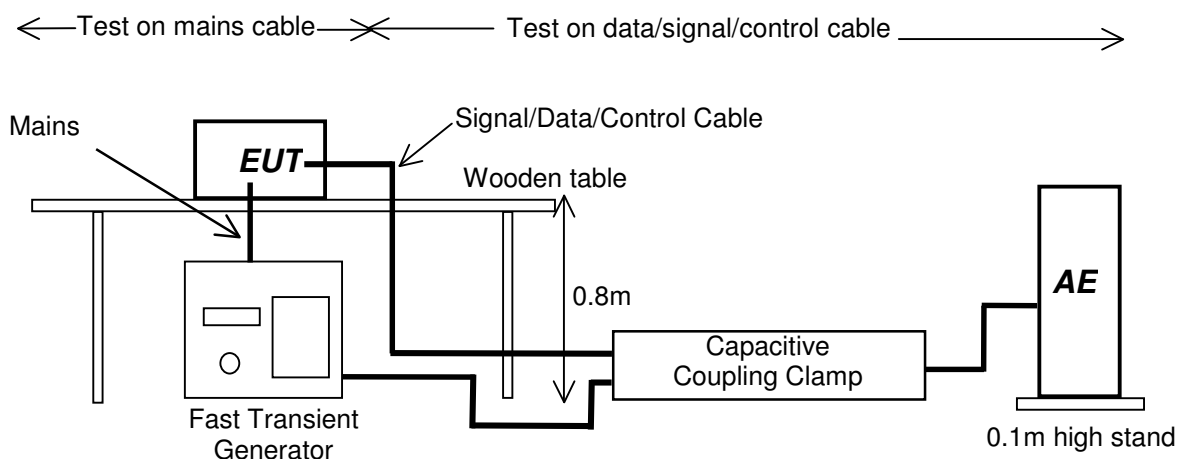 Test on mains cable
Test on data/signal/control cable
Mains
Signal/Data/Control Cable
EUT
Wooden table
0.8m
AE
Capacitive
Coupling Clamp
Fast Transient
Generator
0.1m high stand